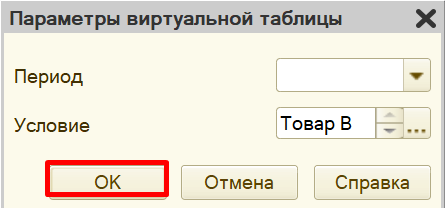 Параметры виртуальной таблицы
Период
Условие Товар В ...
OK Отмена Справка